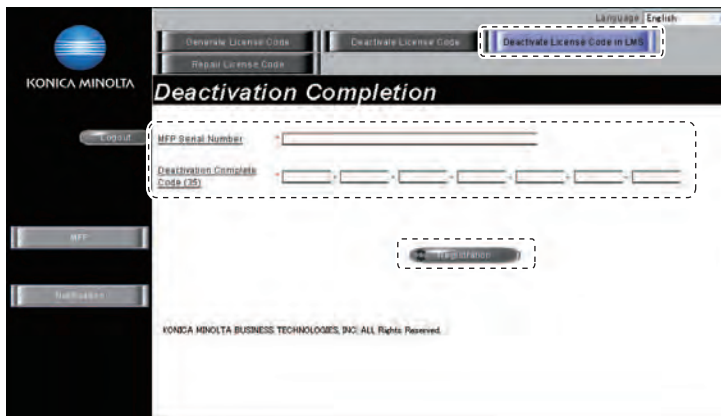 Language English
Generate License Code Deactivate License Code Deactivate License Code in LMS
Repair License Code
KONICA MINOLTA
Deactivation Completion
Logout
MFP Serial Number *
Deactivation Complete
Code (35) * - - - - - -
Registration
MFP
Notification
KONICA MINOLTA BUSINESS TECHNOLOGIES, INC. ALL Rights Reserved.